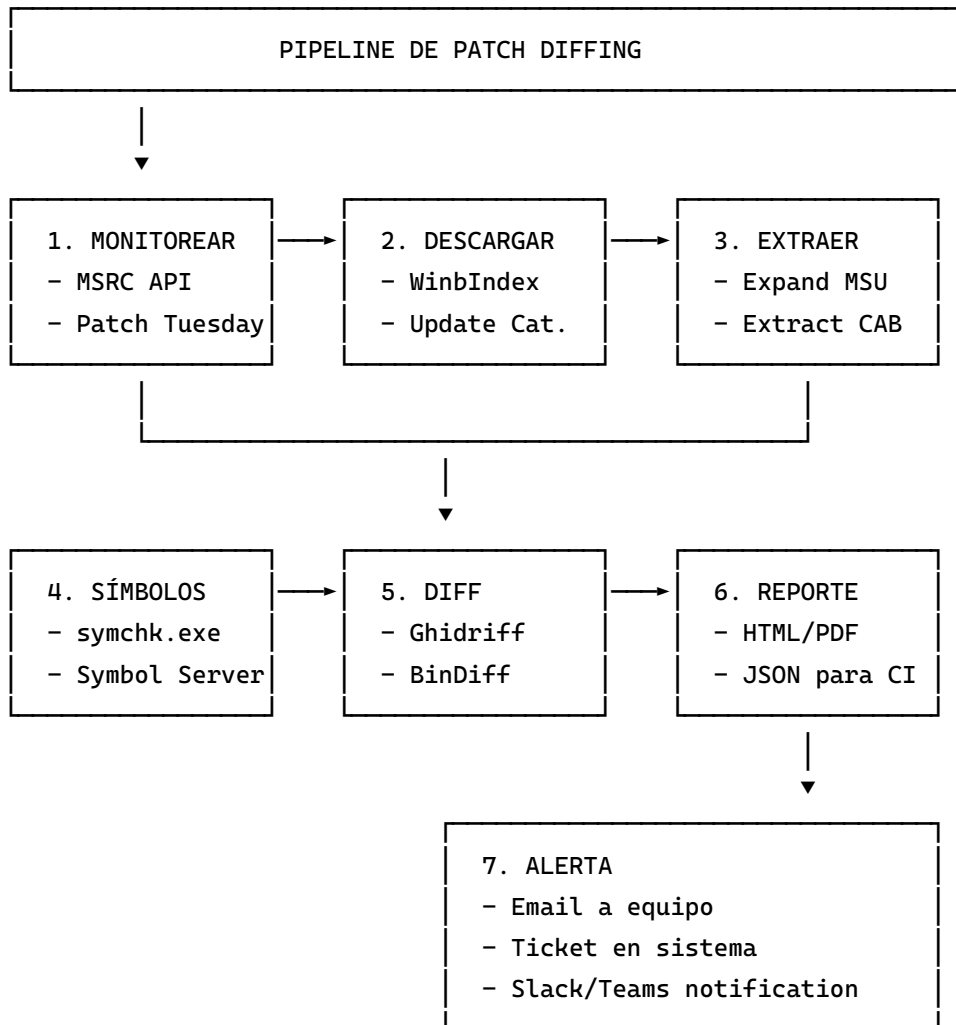 PIPELINE DE PATCH DIFFING
1. MONITOREAR
- MSRC API
- Patch Tuesday
2. DESCARGAR
- WinbIndex
- Update Cat.
3. EXTRAER
- Expand MSU
- Extract CAB
4. SÍMBOLOS
- symchk.exe
- Symbol Server
5. DIFF
- Ghidriff
- BinDiff
6. REPORTE
- HTML/PDF
- JSON para CI
7. ALERTA
- Email a equipo
- Ticket en sistema
- Slack/Teams notification